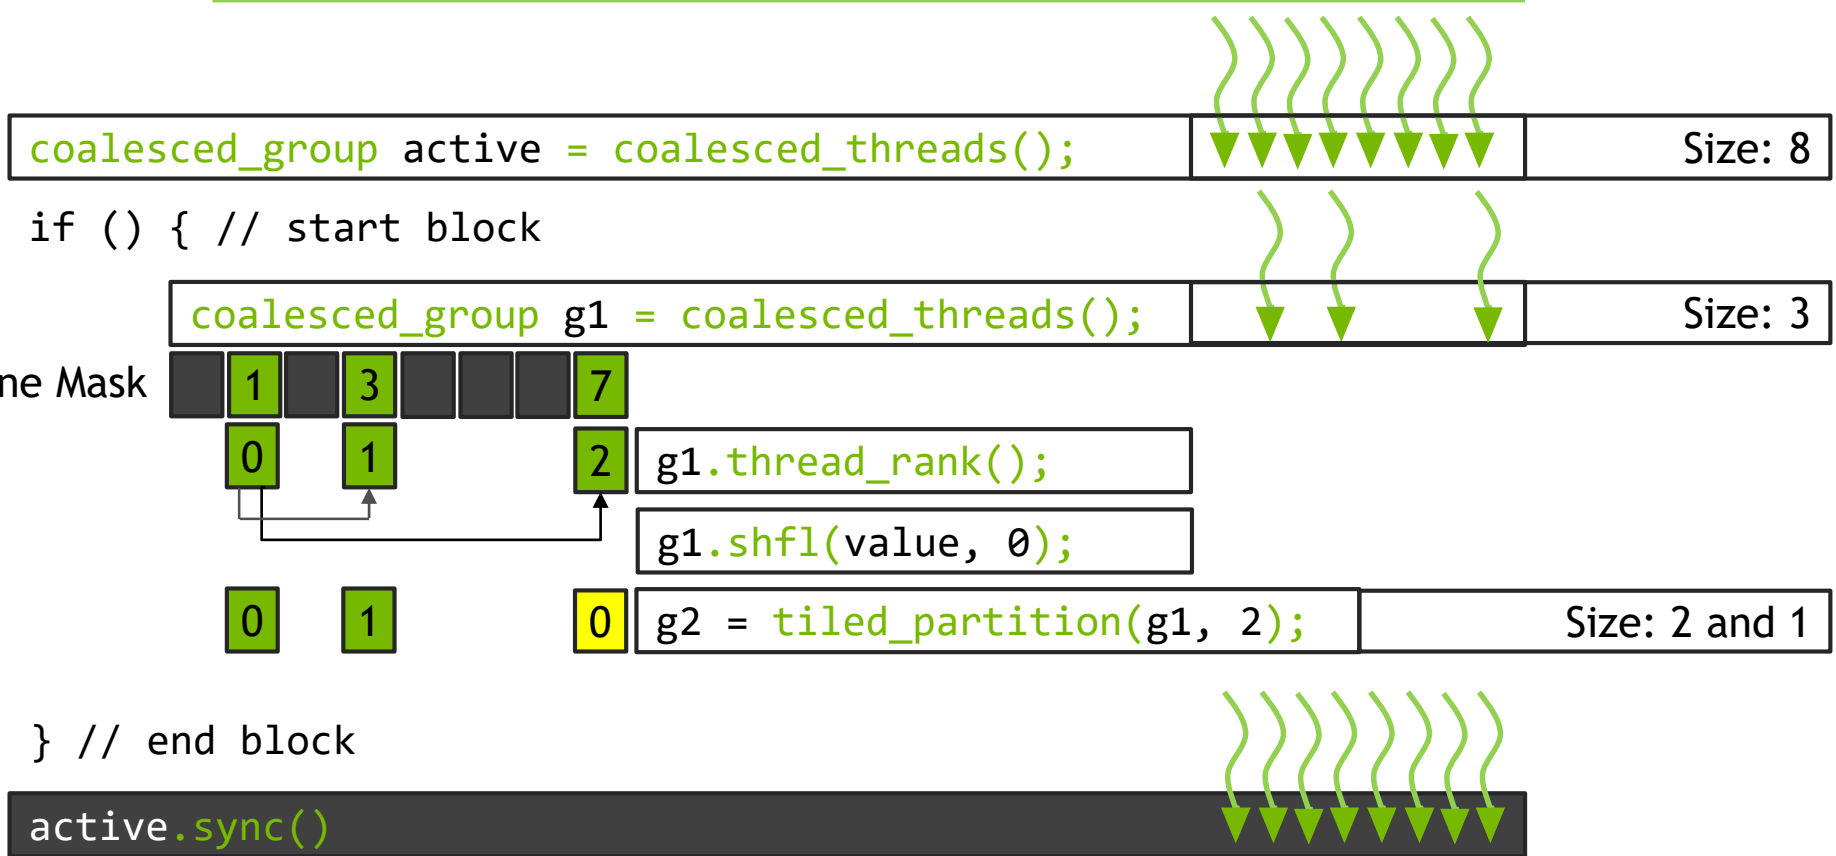 coalesced_group active = coalesced_threads(); Size: 8
if () { // start block
coalesced_group g1 = coalesced_threads(); Size: 3
ne Mask 1 3 7
0 1 2 g1.thread_rank();
g1.shfl(value, 0);
0 1 0 g2 = tiled_partition(g1, 2); Size: 2 and 1
} // end block
active.sync()